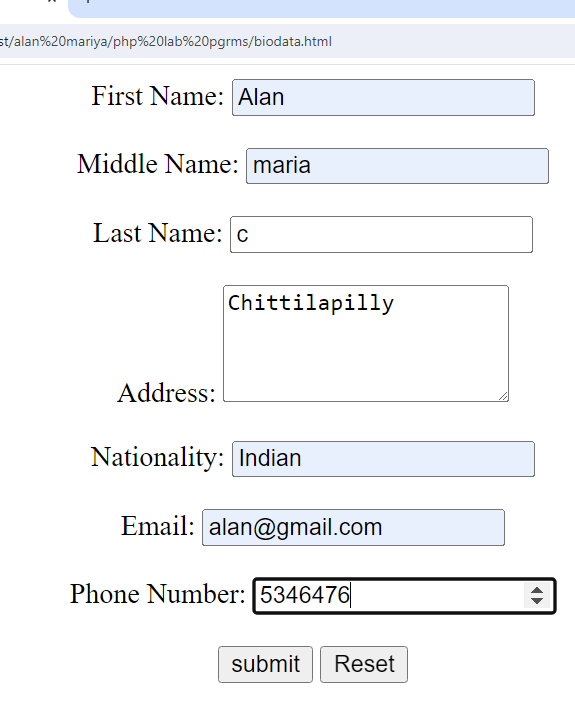 st/alan%20mariya/php%20lab%20pgrms/biodata.html
First Name: Alan
Middle Name: maria
Last Name: c
Chittilapilly
Address:
Nationality: Indian
Email: alan@gmail.com
Phone Number: 5346476
submit Reset